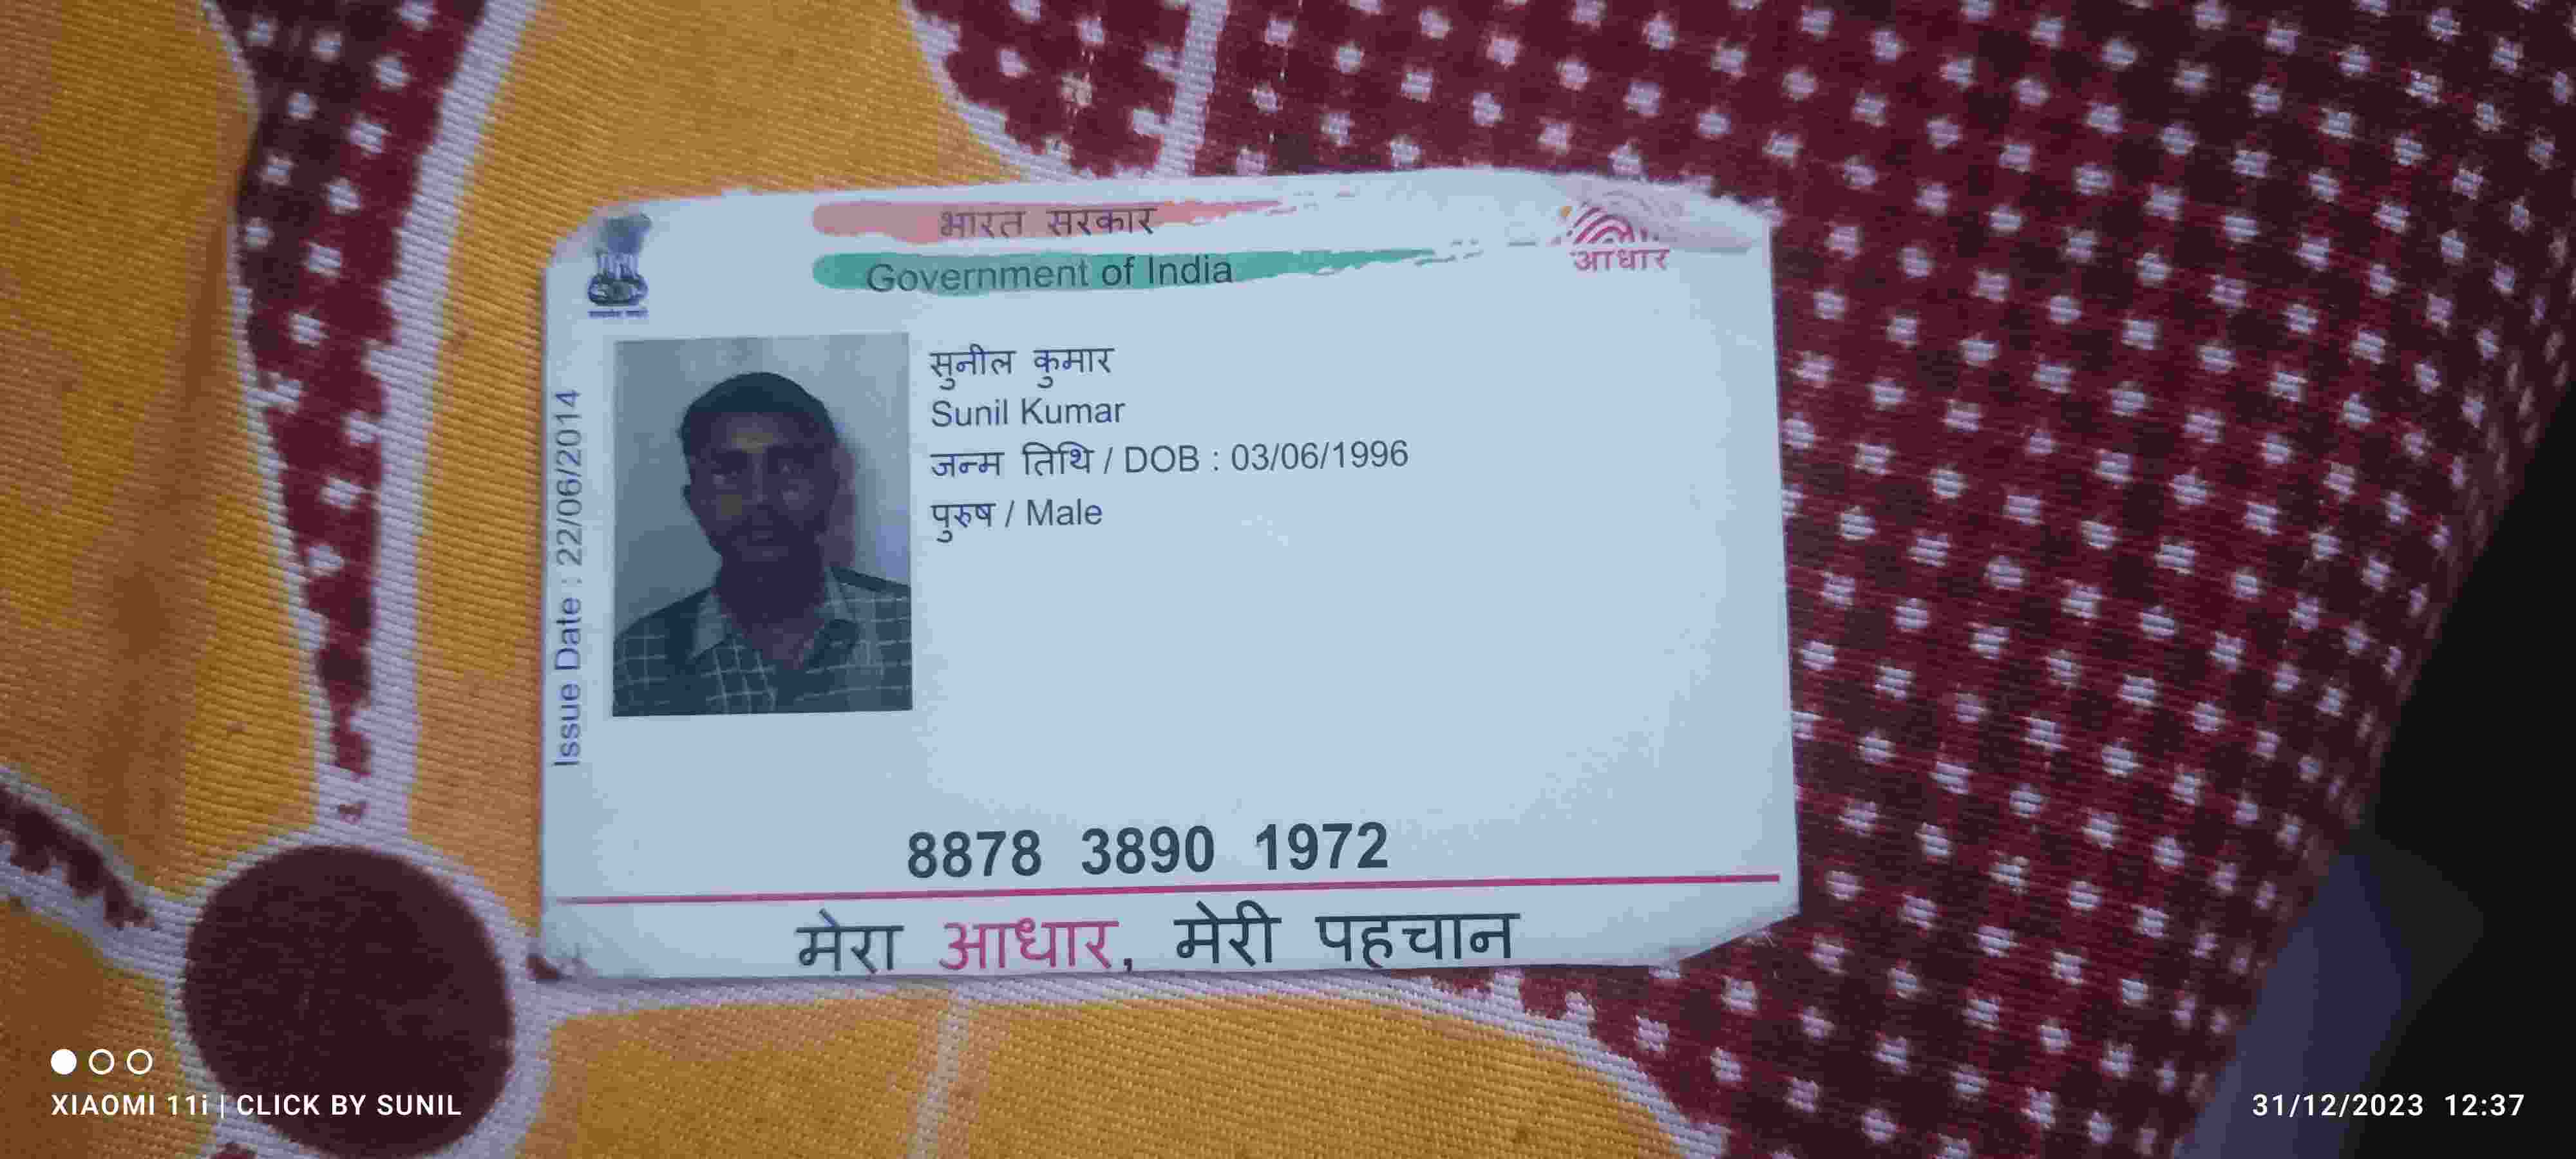 भारत सरकार
Government of India
आधार
Issue Date : 22/06/2014
सुनील कुमार
Sunil Kumar
जन्म तिथि / DOB : 03/06/1996
पुरुष / Male
8878 3890 1972
मेरा आधार, मेरी पहचान
XIAOMI 11i | CLICK BY SUNIL
31/12/2023 12:37